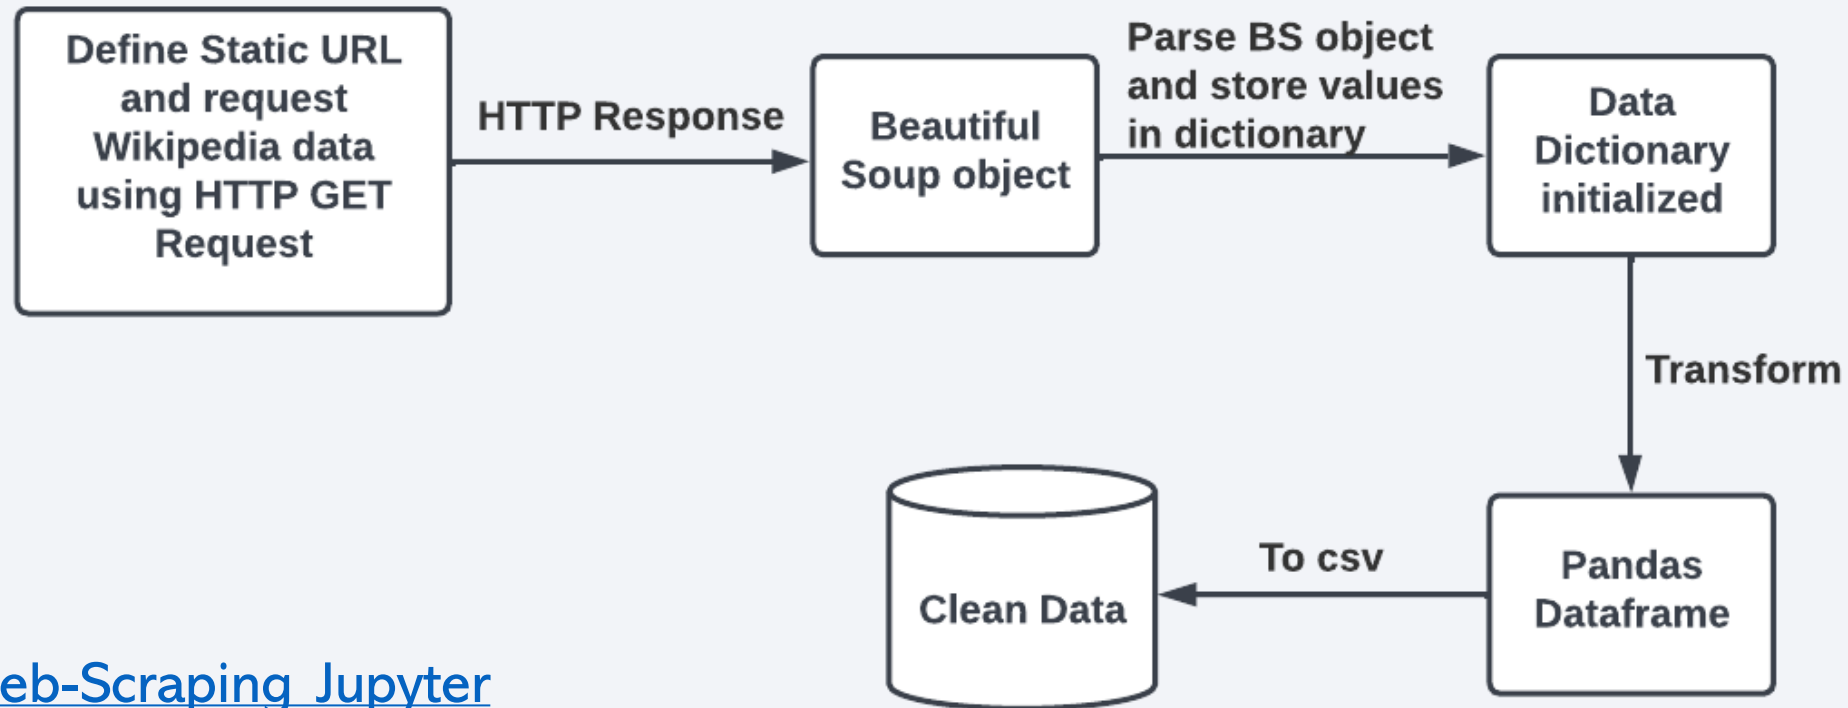 Define Static URL
and request
Wikipedia data
using HTTP GET
Request
HTTP Response
Beautiful
Soup object
Parse BS object
and store values
in dictionary
Data
Dictionary
initialized
Transform
Pandas
Dataframe
To csv
Clean Data
eb-Scraping Jupyter